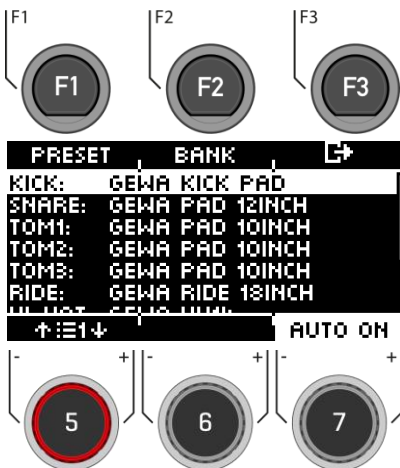 F1 F2 F3
F1 F2 F3
PRESET BANK
KICK: GEWA KICK PAD
SNARE: GEWA PAD 12INCH
TOM1: GEWA PAD 10INCH
TOM2: GEWA PAD 10INCH
TOM3: GEWA PAD 10INCH
RIDE: GEWA RIDE 18INCH
1 AUTO ON
- + - + - +
5 6 7